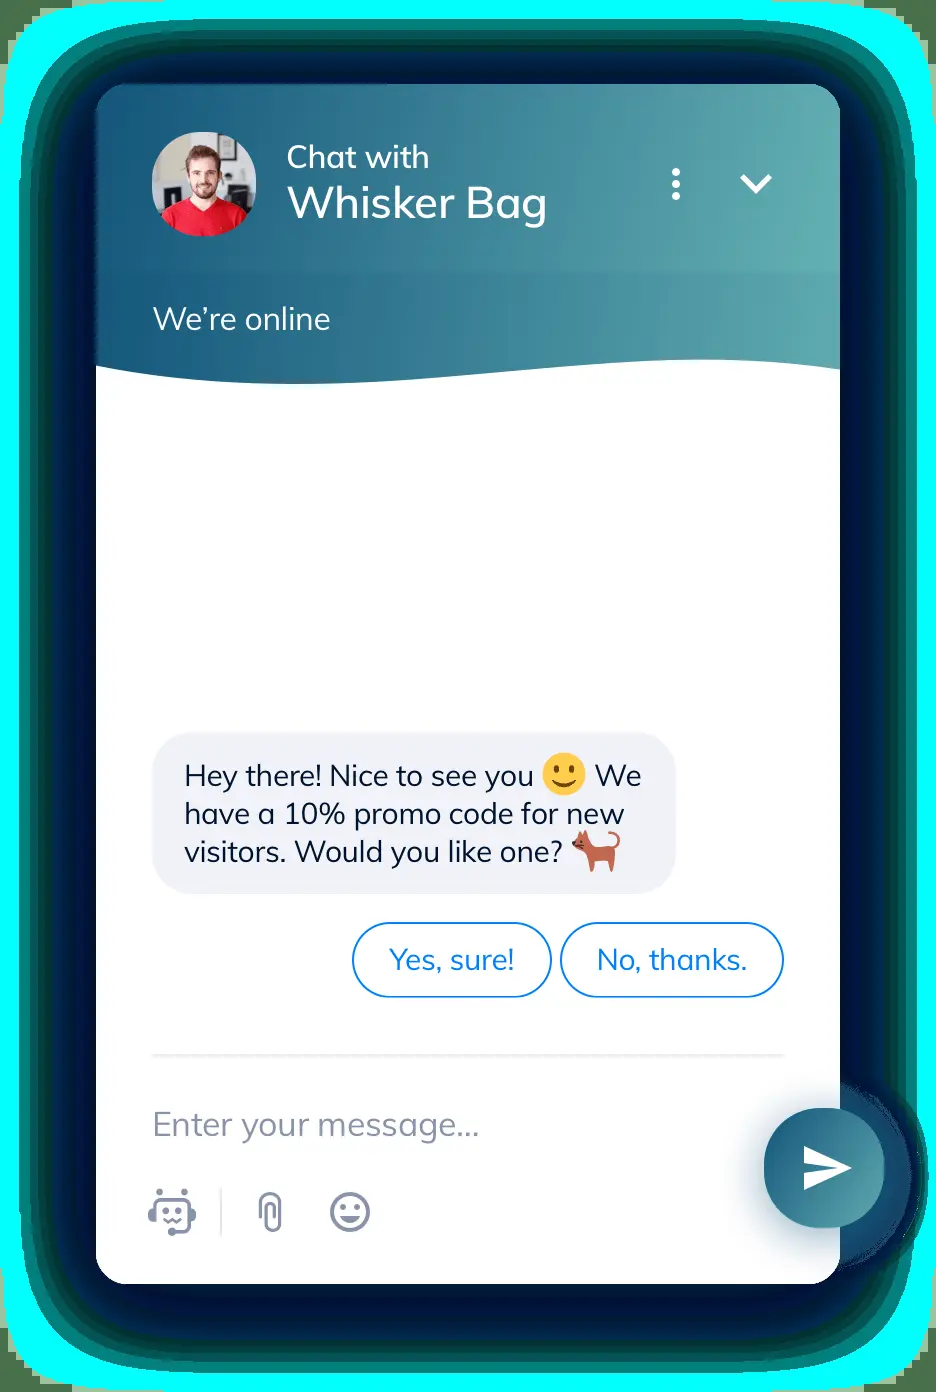 Chat with
Whisker Bag
We’re online
Hey there! Nice to see you 🙂 We
have a 10% promo code for new
visitors. Would you like one? 🐈
Yes, sure!
No, thanks.
Enter your message...